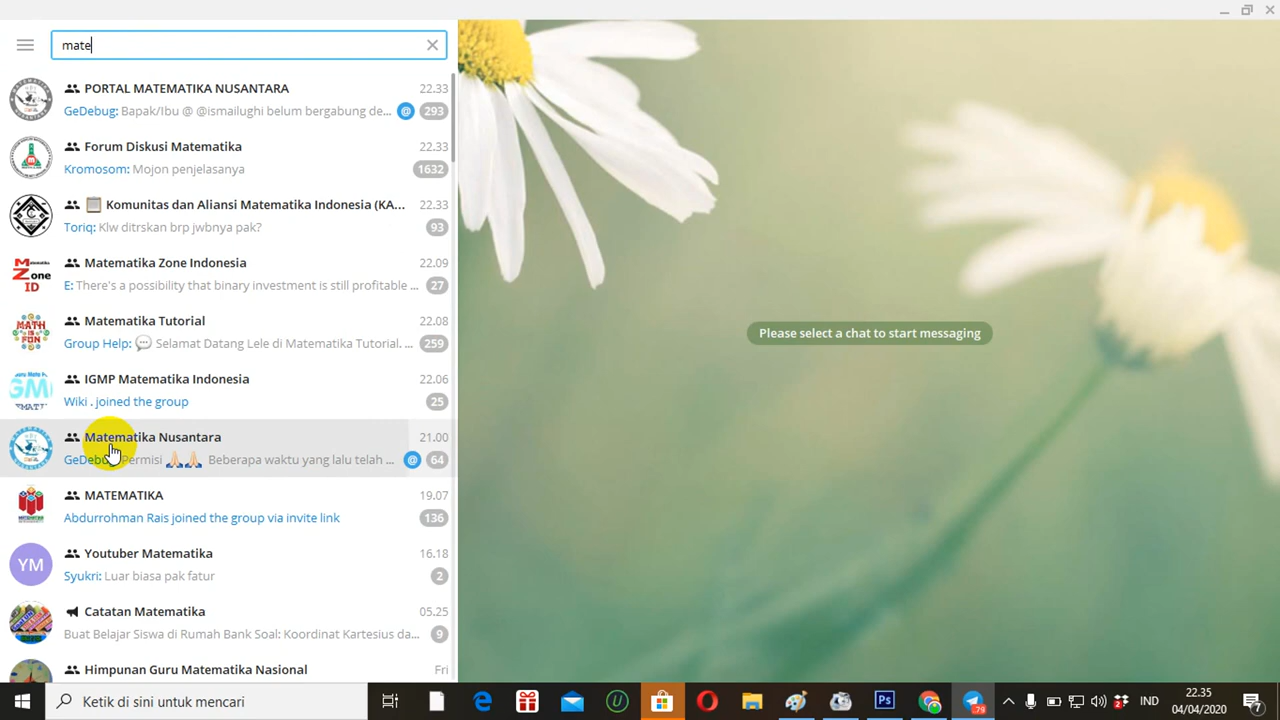 mate
PORTAL MATEMATIKA NUSANTARA 22.33
GeDebug: Bapak/Ibu @ @ismailughi belum bergabung de... @ 293
Forum Diskusi Matematika 22.33
Kromosom: Mojon penjelasanya 1632
Komunitas dan Aliansi Matematika Indonesia (KA... 22.33
Toriq: Klw ditrskan brp jwbnya pak? 93
Matematika Zone Indonesia 22.09
E: There's a possibility that binary investment is still profitable ... 27
Matematika Tutorial 22.08
Group Help: 💬 Selamat Datang Lele di Matematika Tutorial. ... 259
IGMP Matematika Indonesia 22.06
Wiki . joined the group 25
Matematika Nusantara 21.00
Permisi 🙏🏻🙏🏻 Beberapa waktu yang lalu telah ... @ 64
MATEMATIKA 19.07
Abdurrohman Rais joined the group via invite link 136
YM Youtuber Matematika 16.18
Syukri: Luar biasa pak fatur 2
Catatan Matematika 05.25
Buat Belajar Siswa di Rumah Bank Soal: Koordinat Kartesius da... 9
Himpunan Guru Matematika Nasional Fri
Please select a chat to start messaging
Ketik di sini untuk mencari
Ps
79
IND
22.35
04/04/2020
7